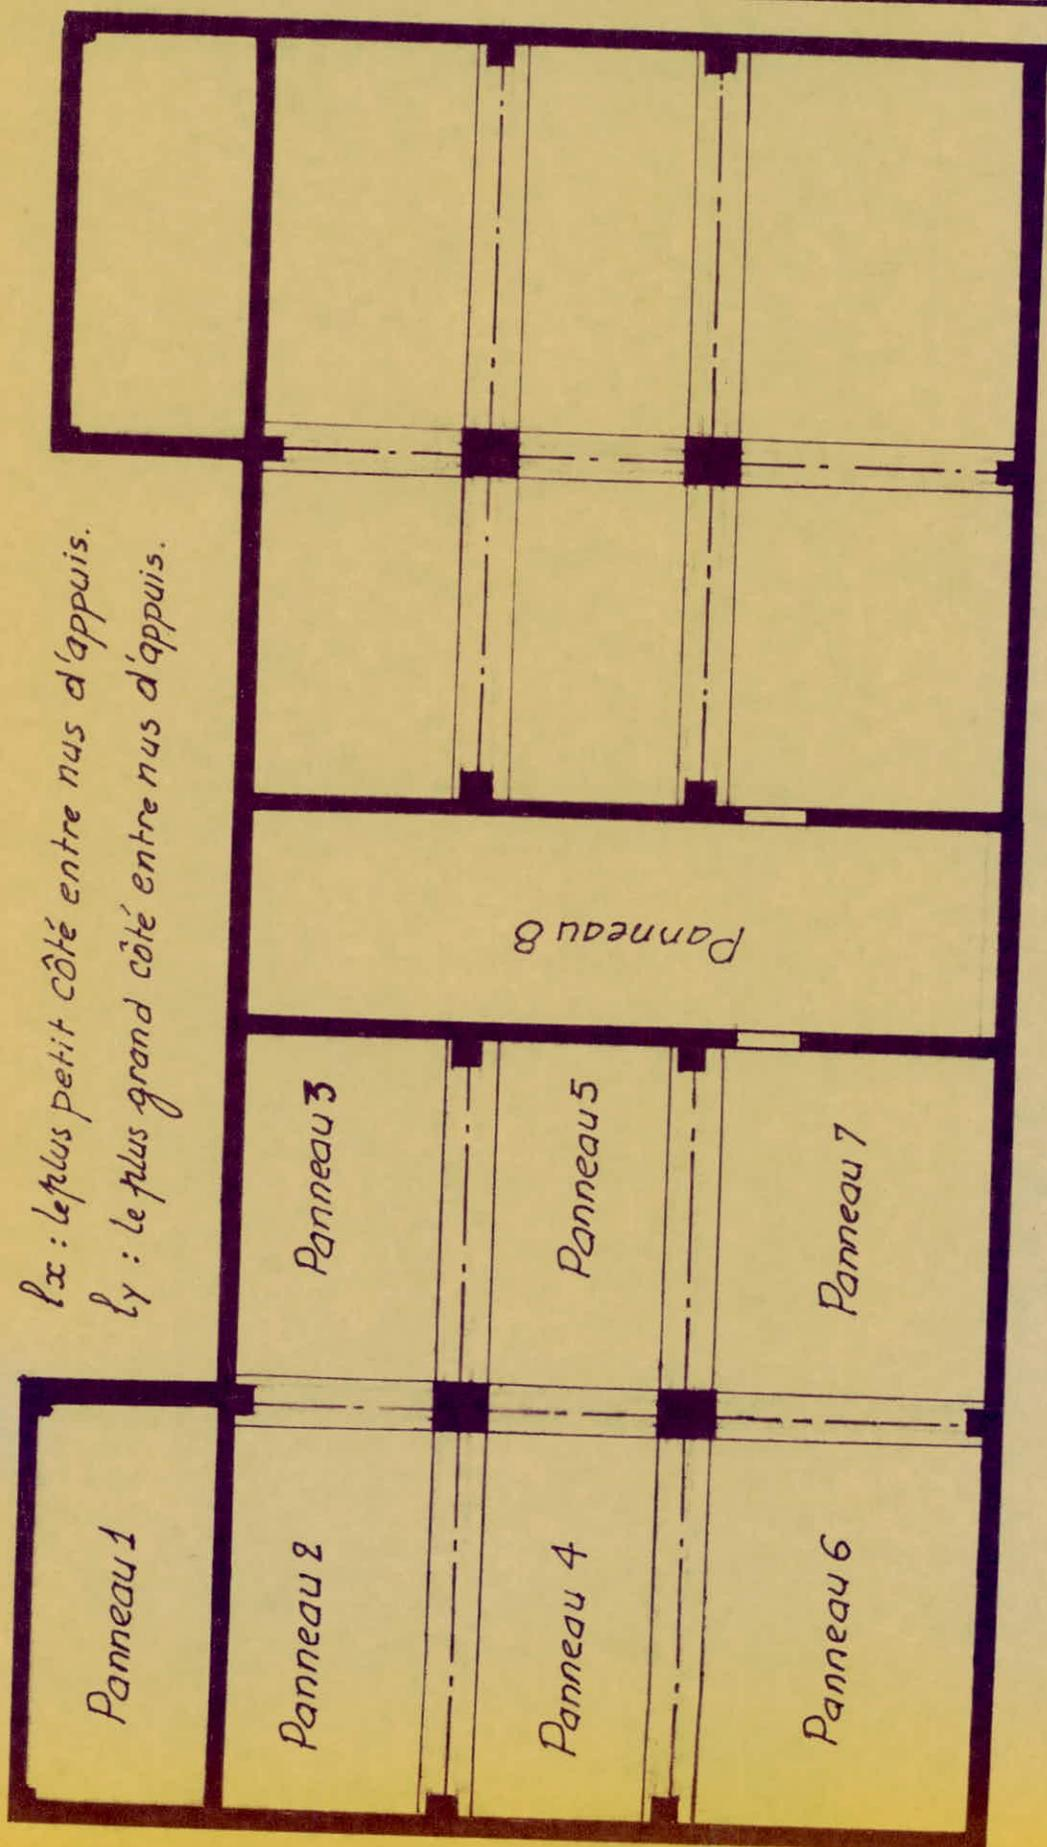 lx : le plus petit côté entre nus d'appuis.
ly : le plus grand côté entre nus d'appuis.
Panneau 1
Panneau 2
Panneau 3
Panneau 4
Panneau 5
Panneau 6
Panneau 7
Panneau 8